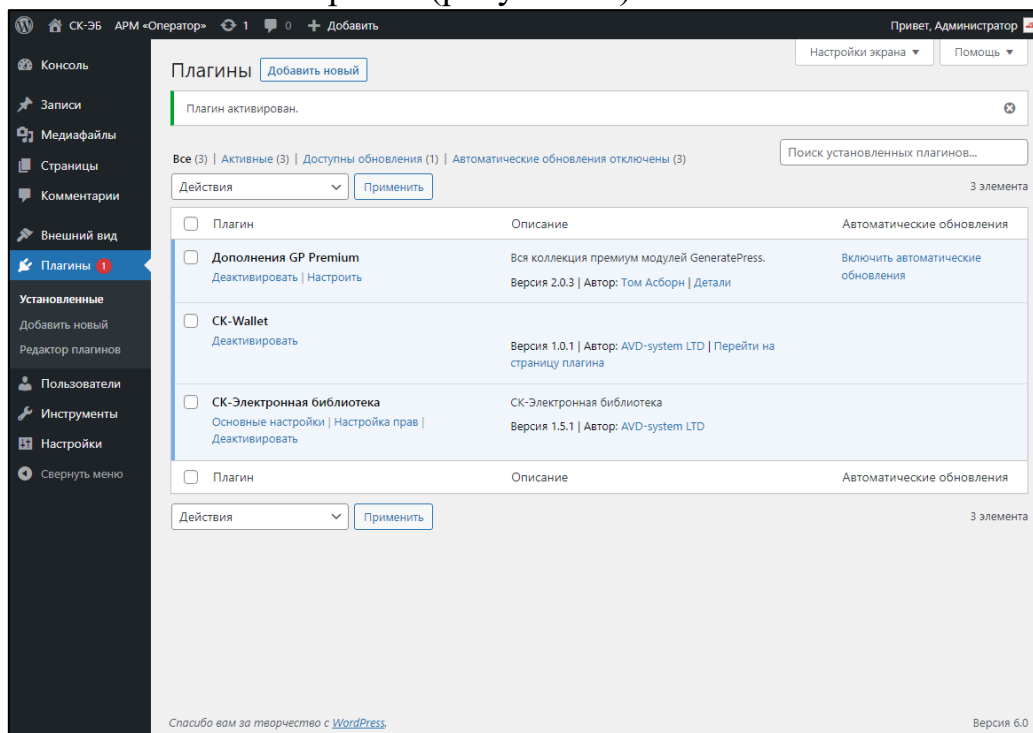 СК-ЭБ АРМ «Оператор» 1 0 Добавить Привет, Администратор
Настройки экрана ▼ Помощь ▼
Консоль
Записи
Медиафайлы
Страницы
Комментарии
Внешний вид
Плагины 1
Установленные
Добавить новый
Редактор плагинов
Пользователи
Инструменты
Настройки
Свернуть меню
Плагины Добавить новый
Плагин активирован.
Все (3) | Активные (3) | Доступны обновления (1) | Автоматические обновления отключены (3)
Поиск установленных плагинов...
Действия Применить 3 элемента
Плагин Описание Автоматические обновления
Дополнения GP Premium
Деактивировать | Настроить
Вся коллекция премиум модулей GeneratePress.
Версия 2.0.3 | Автор: Том Асборн | Детали
Включить автоматические
обновления
CK-Wallet
Деактивировать
Версия 1.0.1 | Автор: AVD-system LTD | Перейти на
страницу плагина
СК-Электронная библиотека
Основные настройки | Настройка прав |
Деактивировать
СК-Электронная библиотека
Версия 1.5.1 | Автор: AVD-system LTD
Плагин Описание Автоматические обновления
Действия Применить 3 элемента
Спасибо вам за творчество с WordPress. Версия 6.0